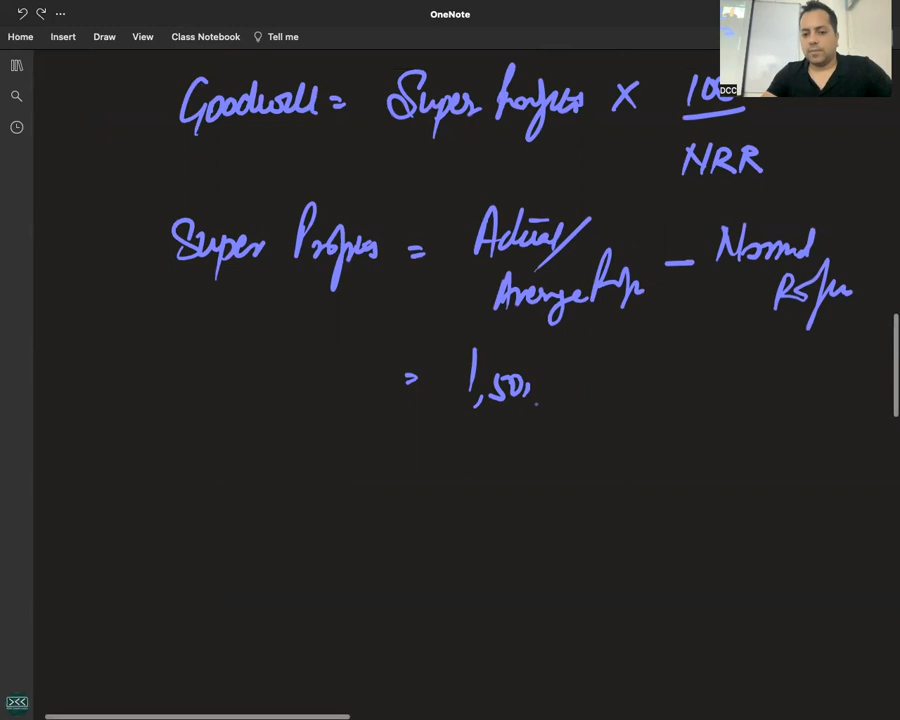 OneNote
Home Insert Draw View Class Notebook Tell me
DCC
Goodwill = Super Profits × 100
NRR
Super Profits = Actual/ Average Profit - Normal Profit
= 1,50,